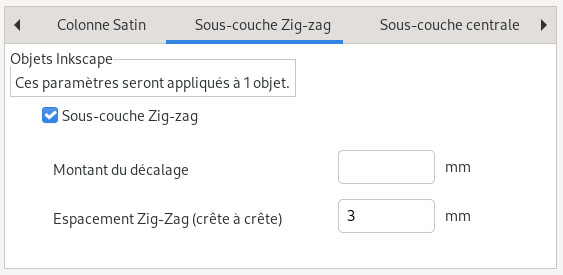 Colonne Satin
Sous-couche Zig-zag
Sous-couche centrale
Objets Inkscape
Ces paramètres seront appliqués à 1 objet.
Sous-couche Zig-zag
Montant du décalage
mm
Espacement Zig-Zag (crête à crête)
3
mm